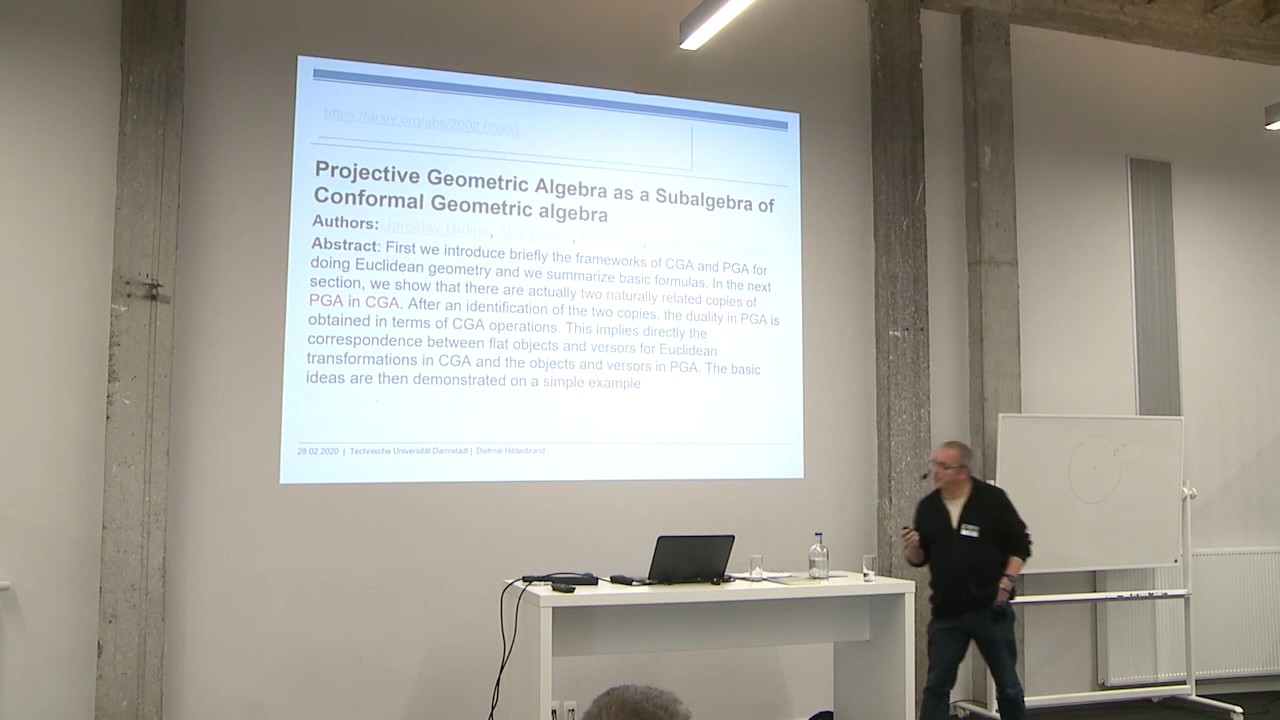 https://arxiv.org/abs/2002.05993
Projective Geometric Algebra as a Subalgebra of
Conformal Geometric algebra
Authors: Jaroslav Hrdina,
Abstract: First we introduce briefly the frameworks of CGA and PGA for
doing Euclidean geometry and we summarize basic formulas. In the next
section, we show that there are actually two naturally related copies of
PGA in CGA. After an identification of the two copies, the duality in PGA is
obtained in terms of CGA operations. This implies directly the
correspondence between flat objects and versors for Euclidean
transformations in CGA and the objects and versors in PGA. The basic
ideas are then demonstrated on a simple example
28.02.2020 | Technische Universität Darmstadt | Dietmar Hildenbrand